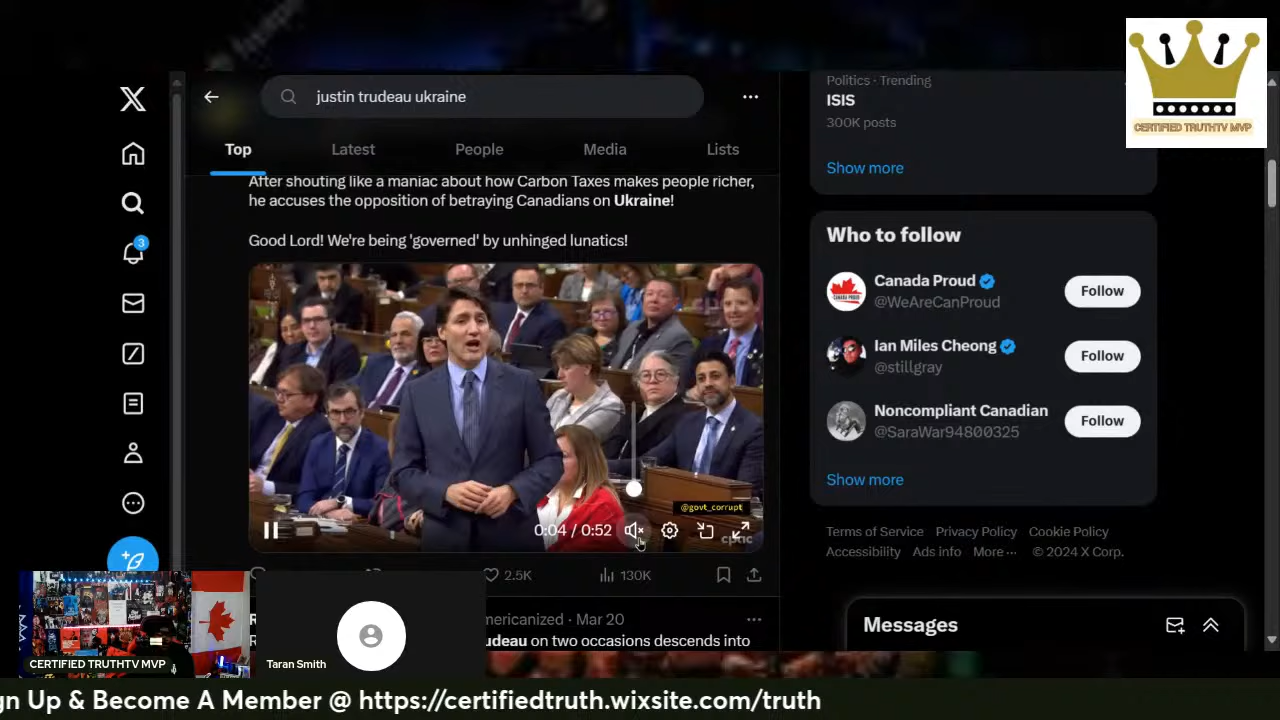 CERTIFIED TRUTHTV MVP
justin trudeau ukraine
Top
Latest
People
Media
Lists
After shouting like a maniac about how Carbon Taxes makes people richer,
he accuses the opposition of betraying Canadians on Ukraine!
Good Lord! We're being 'governed' by unhinged lunatics!
@govt_corrupt
0:04 / 0:52
cpac
2.5K
130K
mericanized · Mar 20
udeau on two occasions descends into
Politics · Trending
ISIS
300K posts
Show more
Who to follow
Canada Proud
@WeAreCanProud
Follow
Ian Miles Cheong
@stillgray
Follow
Noncompliant Canadian
@SaraWar94800325
Follow
Show more
Terms of Service Privacy Policy Cookie Policy
Accessibility Ads info More ··· © 2024 X Corp.
Messages
3
CERTIFIED TRUTHTV MVP
Taran Smith
gn Up & Become A Member @ https://certifiedtruth.wixsite.com/truth